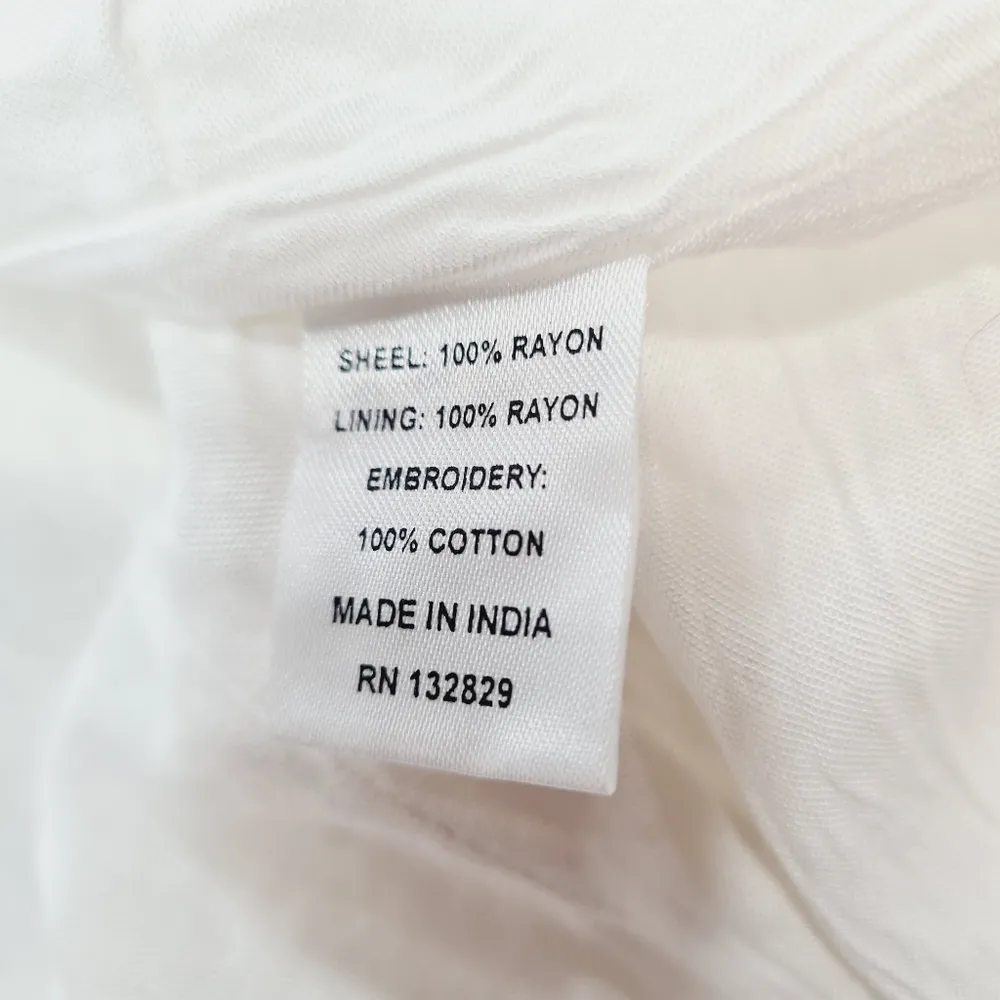 SHEEL: 100% RAYON
LINING: 100% RAYON
EMBROIDERY:
100% COTTON
MADE IN INDIA
RN 132829